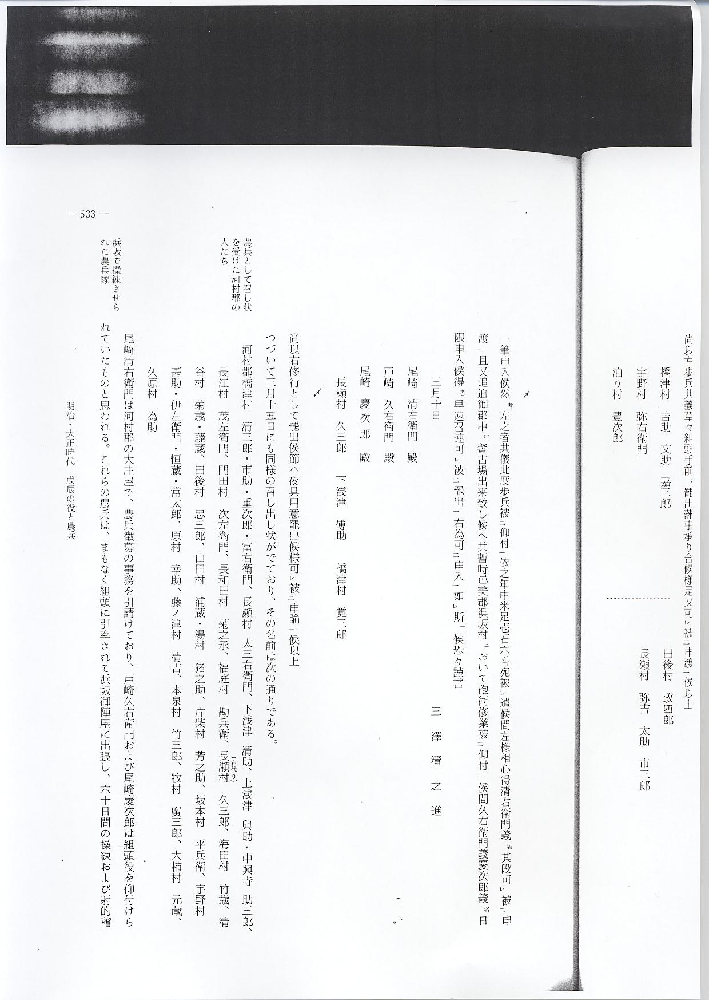 尚以右歩兵共義草々組頭手前ゟ罷出藩事承り合候様是又可レ被ニ申渡一候以上
橋津村　吉助　文助　嘉三郎
田後村　政四郎
宇野村　弥右衛門
長瀬村　弥吉　太助　市三郎
泊り村　豊次郎
〆
一筆申入候然者左之者共儀此度歩兵被ニ仰付一依之年中米足壱石六斗宛被レ遣候間左様相心得清右衛門義者其段可レ被ニ申
渡一且又追追御郡中江警古場出来致し候へ共暫時邑美郡浜坂村ニおいて砲術修業被ニ仰付一候間久右衛門義慶次郎義者日
限申入候得者早速召連可レ被ニ罷出一右為可ニ申入一如レ斯ニ候恐々謹言
三月十日
三澤清之進
尾崎　清右衛門　殿
戸崎　久右衛門　殿
尾崎　慶次郎　殿
長瀬村　久三郎　下浅津　傳助　橋津村　覚三郎
〆
尚以右修行として罷出候節ハ夜具用意罷出候様可レ被ニ申諭一候以上
つづいて三月十五日にも同様の召し出し状がでており、その名前は次の通りである。
農兵として召し状
を受けた河村郡の
人たち
河村郡橋津村　清三郎・市助・重次郎・冨右衛門、長瀬村　太三右衛門、下浅津　清助、上浅津　與助・中興寺　助三郎、
長江村　茂左衛門、門田村　次左衛門、長和田村　菊之丞、福庭村　勘兵衛、長瀬村（右代り）　久三郎、海田村　竹歳、清
谷村　菊歳・藤蔵、田後村　忠三郎、山田村　浦蔵・湯村　猪之助、片柴村　芳之助、坂本村　平兵衛、宇野村
甚助・伊左衛門・恒蔵・常太郎、原村　幸助、藤ノ津村　清吉、本泉村　竹三郎、牧村　廣三郎、大柿村　元蔵、
久原村　為助
尾崎清右衛門は河村郡の大庄屋で、農兵徴募の事務を引請けており、戸崎久右衛門および尾崎慶次郎は組頭役を仰付けら
浜坂で操練させら
れた農兵隊
れていたものと思われる。これらの農兵は、まもなく組頭に引率されて浜坂御陣屋に出張し、六十日間の操練および射的稽
明治・大正時代　戊辰の役と農兵
— 533 —